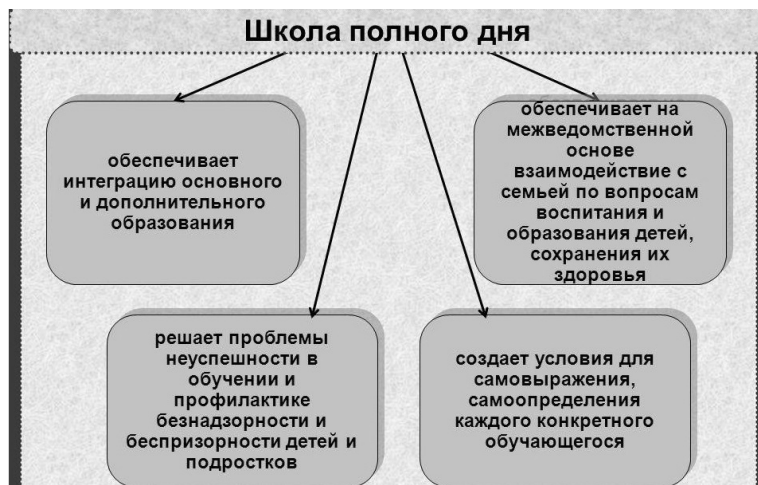 Школа полного дня
обеспечивает
интеграцию основного
и дополнительного
образования
обеспечивает на
межведомственной
основе
взаимодействие с
семьей по вопросам
воспитания и
образования детей,
сохранения их
здоровья
решает проблемы
неуспешности в
обучении и
профилактике
безнадзорности и
беспризорности детей и
подростков
создает условия для
самовыражения,
самоопределения
каждого конкретного
обучающегося